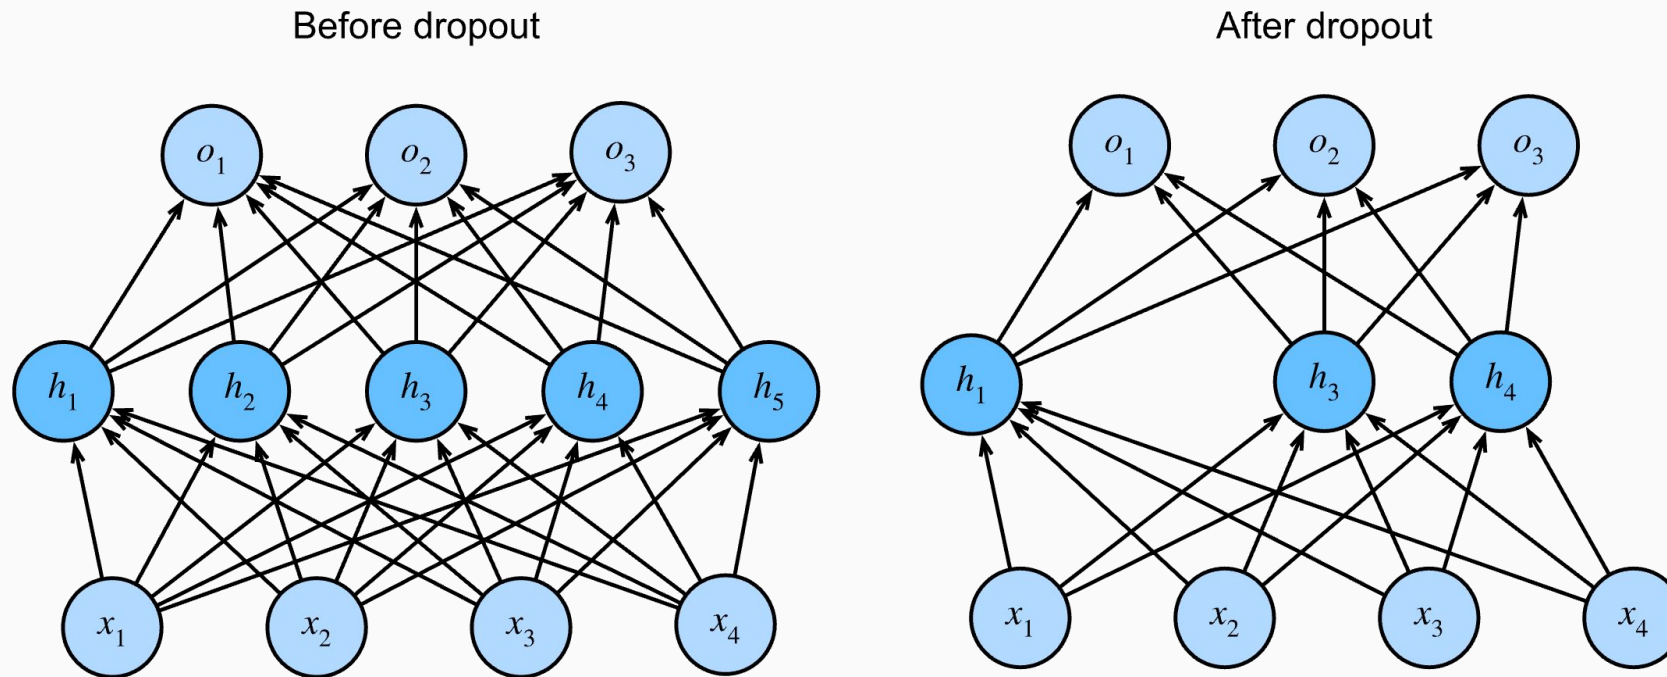 Before dropout
After dropout
o₁ o₂ o₃
o₁ o₂ o₃
h₁ h₂ h₃ h₄ h₅
h₁ h₃ h₄
x₁ x₂ x₃ x₄
x₁ x₂ x₃ x₄